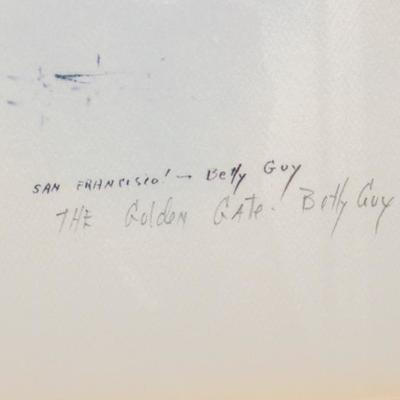 SAN FRANCISCO! — Betty Guy
THE Golden GATE! Betty Guy